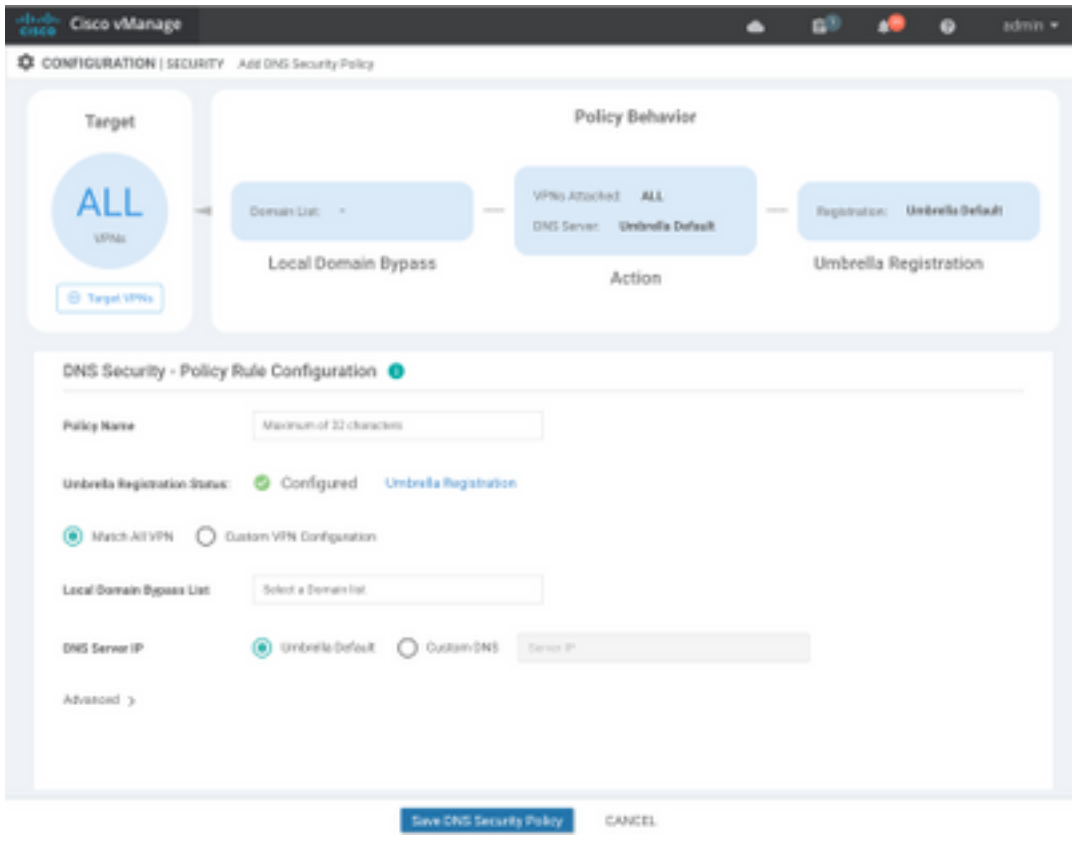 cisco Cisco vManage admin
CONFIGURATION | SECURITY Add DNS Security Policy
Target
ALL
VPNs
Target VPNs
Policy Behavior
Domain List: -
Local Domain Bypass
VPNs Attached: ALL
DNS Server: Umbrella Default
Action
Registration: Umbrella Default
Umbrella Registration
DNS Security - Policy Rule Configuration
Policy Name Maximum of 32 characters
Umbrella Registration Status: Configured Umbrella Registration
Match All VPN Custom VPN Configuration
Local Domain Bypass List Select a Domain list
DNS Server IP Umbrella Default Custom DNS Server IP
Advanced >
Save DNS Security Policy CANCEL